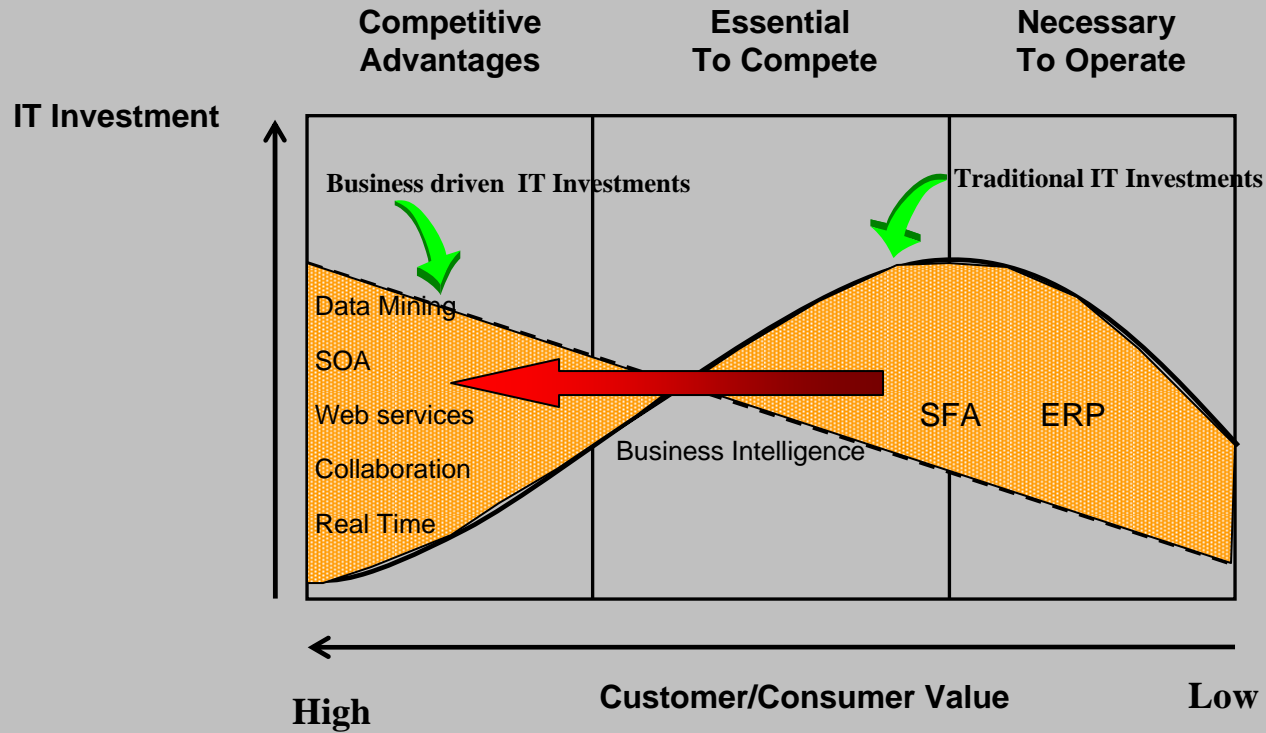 Competitive
Advantages
Essential
To Compete
Necessary
To Operate
IT Investment
Business driven  IT Investments
Traditional IT Investments
Data Mining
SOA
Web services
Collaboration
Real Time
Business Intelligence
SFA
ERP
High
Customer/Consumer Value
Low